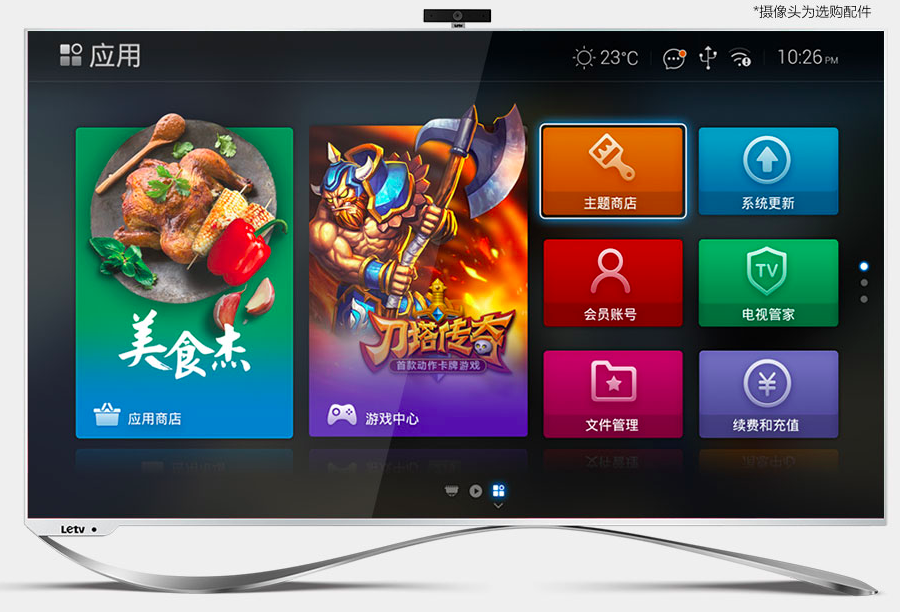 *摄像头为选购配件
应用
23°C
10:26 PM
主题商店
系统更新
会员账号
TV
电视管家
美食杰
刀塔传奇
首款动作卡牌游戏
应用商店
游戏中心
文件管理
续费和充值
Letv